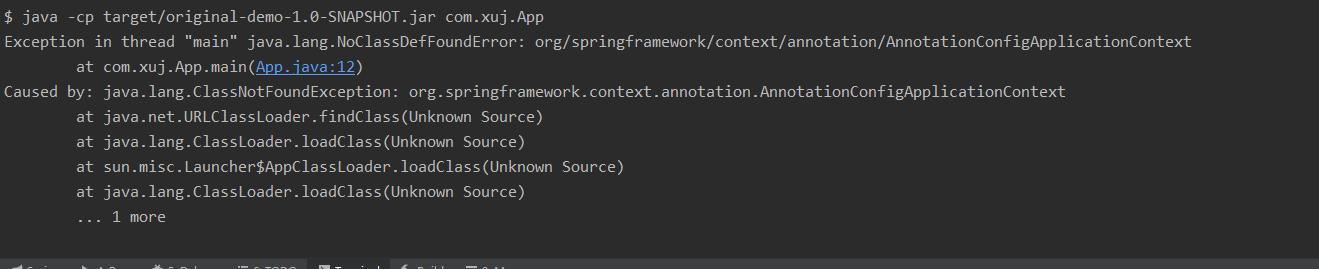 $ java -cp target/original-demo-1.0-SNAPSHOT.jar com.xuj.App
Exception in thread "main" java.lang.NoClassDefFoundError: org/springframework/context/annotation/AnnotationConfigApplicationContext
at com.xuj.App.main(App.java:12)
Caused by: java.lang.ClassNotFoundException: org.springframework.context.annotation.AnnotationConfigApplicationContext
at java.net.URLClassLoader.findClass(Unknown Source)
at java.lang.ClassLoader.loadClass(Unknown Source)
at sun.misc.Launcher$AppClassLoader.loadClass(Unknown Source)
at java.lang.ClassLoader.loadClass(Unknown Source)
... 1 more